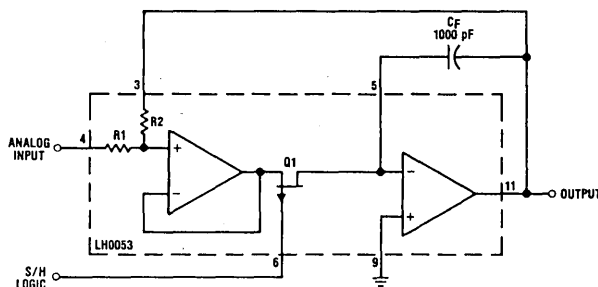 CF
1000 pF
3
5
R2
4
R1
ANALOG
INPUT
+
−
Q1
−
+
11
OUTPUT
LH0053
6
9
S/H
LOGIC